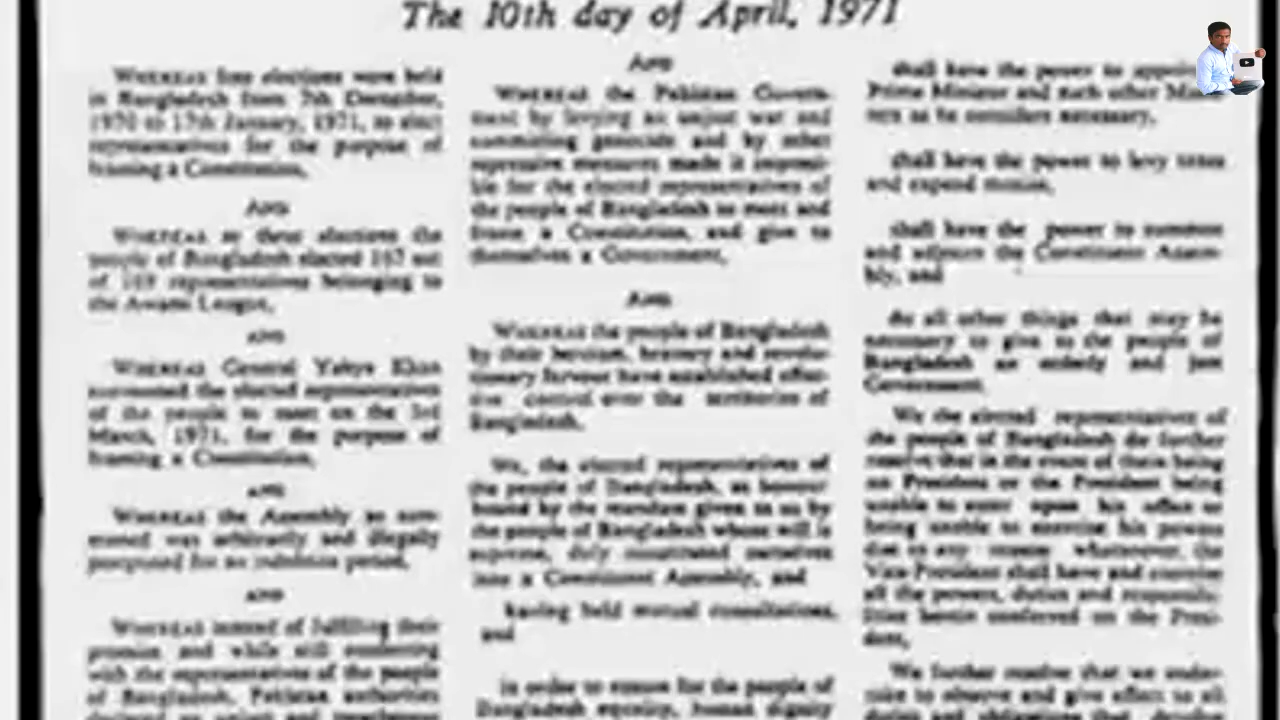 The 10th day of April, 1971
WHEREAS free elections were held
in Bangladesh from 7th December,
1970 to 17th January, 1971, to elect
representatives for the purpose of
framing a Constitution,
AND
WHEREAS at these elections the
people of Bangladesh elected 167 out
of 169 representatives belonging to
the Awami League,
AND
WHEREAS General Yahya Khan
summoned the elected representatives
of the people to meet on the 3rd
March, 1971, for the purpose of
framing a Constitution,
AND
WHEREAS the Assembly so sum-
moned was arbitrarily and illegally
postponed for an indefinite period,
AND
WHEREAS instead of fulfilling their
promise and while still conferring
with the representatives of the people
of Bangladesh, Pakistan authorities
declared an unjust and treacherous
AND
WHEREAS the Pakistan Govern-
ment by levying an unjust war and
committing genocide and by other
repressive measures made it impossi-
ble for the elected representatives of
the people of Bangladesh to meet and
frame a Constitution, and give to
themselves a Government,
AND
WHEREAS the people of Bangladesh
by their heroism, bravery and revolu-
tionary fervour have established effec-
tive control over the territories of
Bangladesh,
We, the elected representatives of
the people of Bangladesh, as honour
bound by the mandate given to us by
the people of Bangladesh whose will is
supreme, duly constituted ourselves
into a Constituent Assembly, and
having held mutual consultations,
and
in order to ensure for the people of
Bangladesh equality, human dignity
shall have the power to appoint
Prime Minister and such other Minis-
ters as he considers necessary,
shall have the power to levy taxes
and expend monies,
shall have the power to summon
and adjourn the Constituent Assem-
bly, and
do all other things that may be
necessary to give to the people of
Bangladesh an orderly and just
Government.
We the elected representatives of
the people of Bangladesh do further
resolve that in the event of there being
no President or the President being
unable to enter upon his office or
being unable to exercise his powers
due to any reason whatsoever, the
Vice-President shall have and exercise
all the powers, duties and responsibi-
lities herein conferred on the Presi-
dent,
We further resolve that we under-
take to observe and give effect to all
duties and obligations that